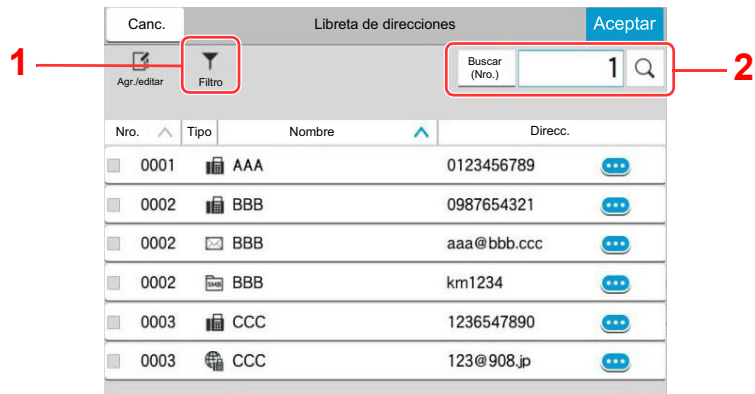 Canc. Libreta de direcciones Aceptar
1 2
Agr./editar Filtro Buscar (Nro.) 1
Nro. Tipo Nombre Direcc.
0001 AAA 0123456789
0002 BBB 0987654321
0002 BBB aaa@bbb.ccc
0002 SMB BBB km1234
0003 CCC 1236547890
0003 CCC 123@908.jp